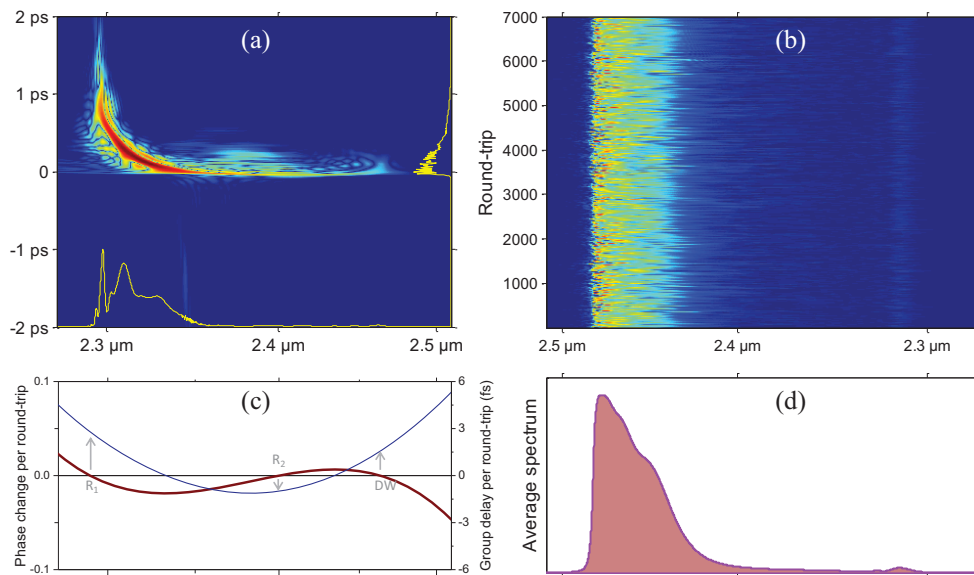 2 ps
1 ps
0
-1 ps
-2 ps
(a)
2.3 µm
2.4 µm
2.5 µm
Round-trip
7000
6000
5000
4000
3000
2000
1000
(b)
2.5 µm
2.4 µm
2.3 µm
Phase change per round-trip
0.1
0.0
-0.1
(c)
R1
R2
DW
6
3
0
-3
-6
Group delay per round-trip (fs)
Average spectrum
(d)